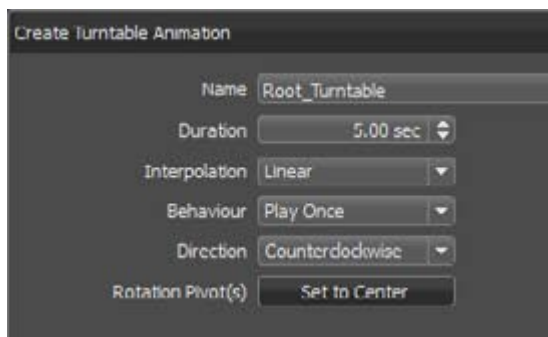 Create Turntable Animation
Name Root_Turntable
Duration 5.00 sec
Interpolation Linear
Behaviour Play Once
Direction Counterclockwise
Rotation Pivot(s) Set to Center